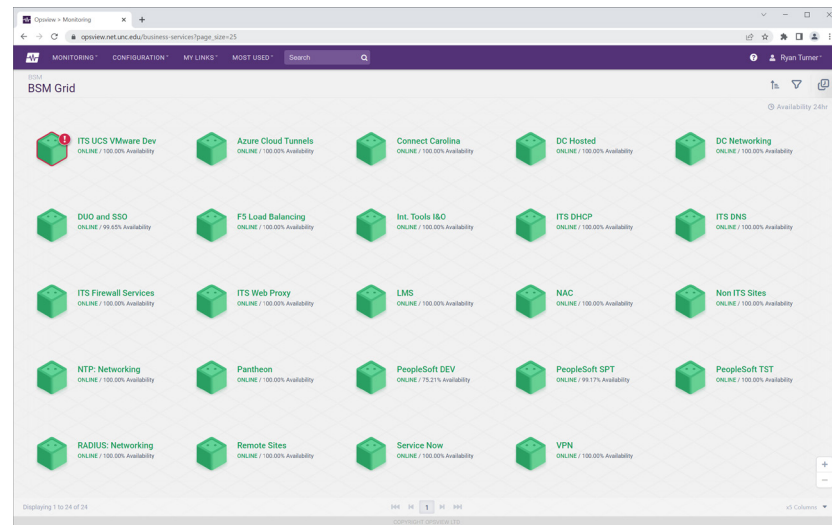 Opsview > Monitoring
opsview.net.unc.edu/business-services?page_size=25
MONITORING CONFIGURATION MY LINKS MOST USED Search Ryan Turner
BSM
BSM Grid
Availability 24hr
ITS UCS VMware Dev
ONLINE / 100.00% Availability
Azure Cloud Tunnels
ONLINE / 100.00% Availability
Connect Carolina
ONLINE / 100.00% Availability
DC Hosted
ONLINE / 100.00% Availability
DC Networking
ONLINE / 100.00% Availability
DUO and SSO
ONLINE / 99.65% Availability
F5 Load Balancing
ONLINE / 100.00% Availability
Int. Tools I&O
ONLINE / 100.00% Availability
ITS DHCP
ONLINE / 100.00% Availability
ITS DNS
ONLINE / 100.00% Availability
ITS Firewall Services
ONLINE / 100.00% Availability
ITS Web Proxy
ONLINE / 100.00% Availability
LMS
ONLINE / 100.00% Availability
NAC
ONLINE / 100.00% Availability
Non ITS Sites
ONLINE / 100.00% Availability
NTP: Networking
ONLINE / 100.00% Availability
Pantheon
ONLINE / 100.00% Availability
PeopleSoft DEV
ONLINE / 75.21% Availability
PeopleSoft SPT
ONLINE / 99.17% Availability
PeopleSoft TST
ONLINE / 100.00% Availability
RADIUS: Networking
ONLINE / 100.00% Availability
Remote Sites
ONLINE / 100.00% Availability
Service Now
ONLINE / 100.00% Availability
VPN
ONLINE / 100.00% Availability
Displaying 1 to 24 of 24 1 x5 Columns
COPYRIGHT OPSVIEW LTD